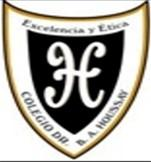 Excelencia y Ética
H
COLEGIO DR. B. A. HOUSSAY